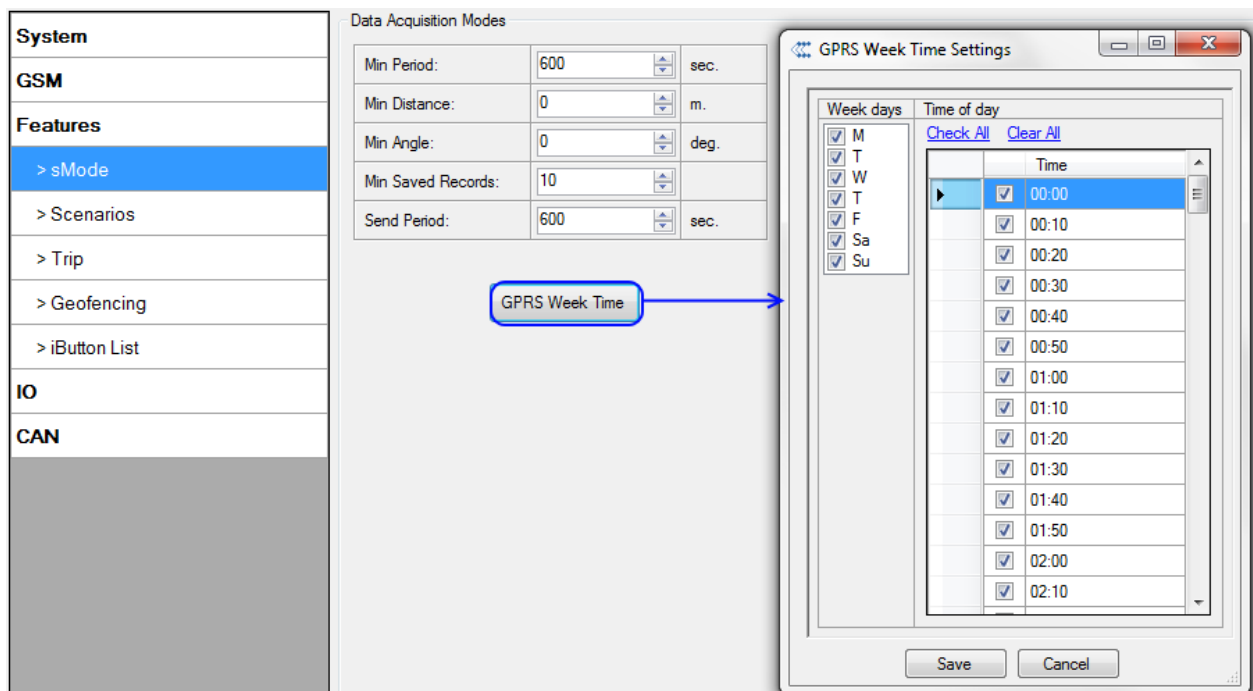 System
GSM
Features
> sMode
> Scenarios
> Trip
> Geofencing
> iButton List
IO
CAN
Data Acquisition Modes
Min Period: 600 sec.
Min Distance: 0 m.
Min Angle: 0 deg.
Min Saved Records: 10
Send Period: 600 sec.
GPRS Week Time
GPRS Week Time Settings
Week days
M
T
W
T
F
Sa
Su
Time of day
Check All Clear All
Time
00:00
00:10
00:20
00:30
00:40
00:50
01:00
01:10
01:20
01:30
01:40
01:50
02:00
02:10
Save Cancel